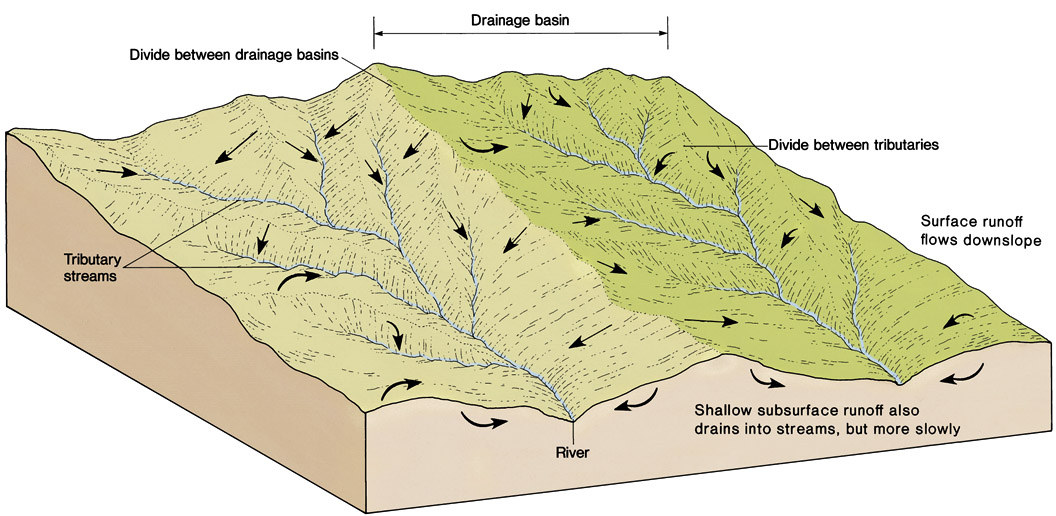 Drainage basin
Divide between drainage basins
Divide between tributaries
Surface runoff
flows downslope
Tributary
streams
Shallow subsurface runoff also
drains into streams, but more slowly
River